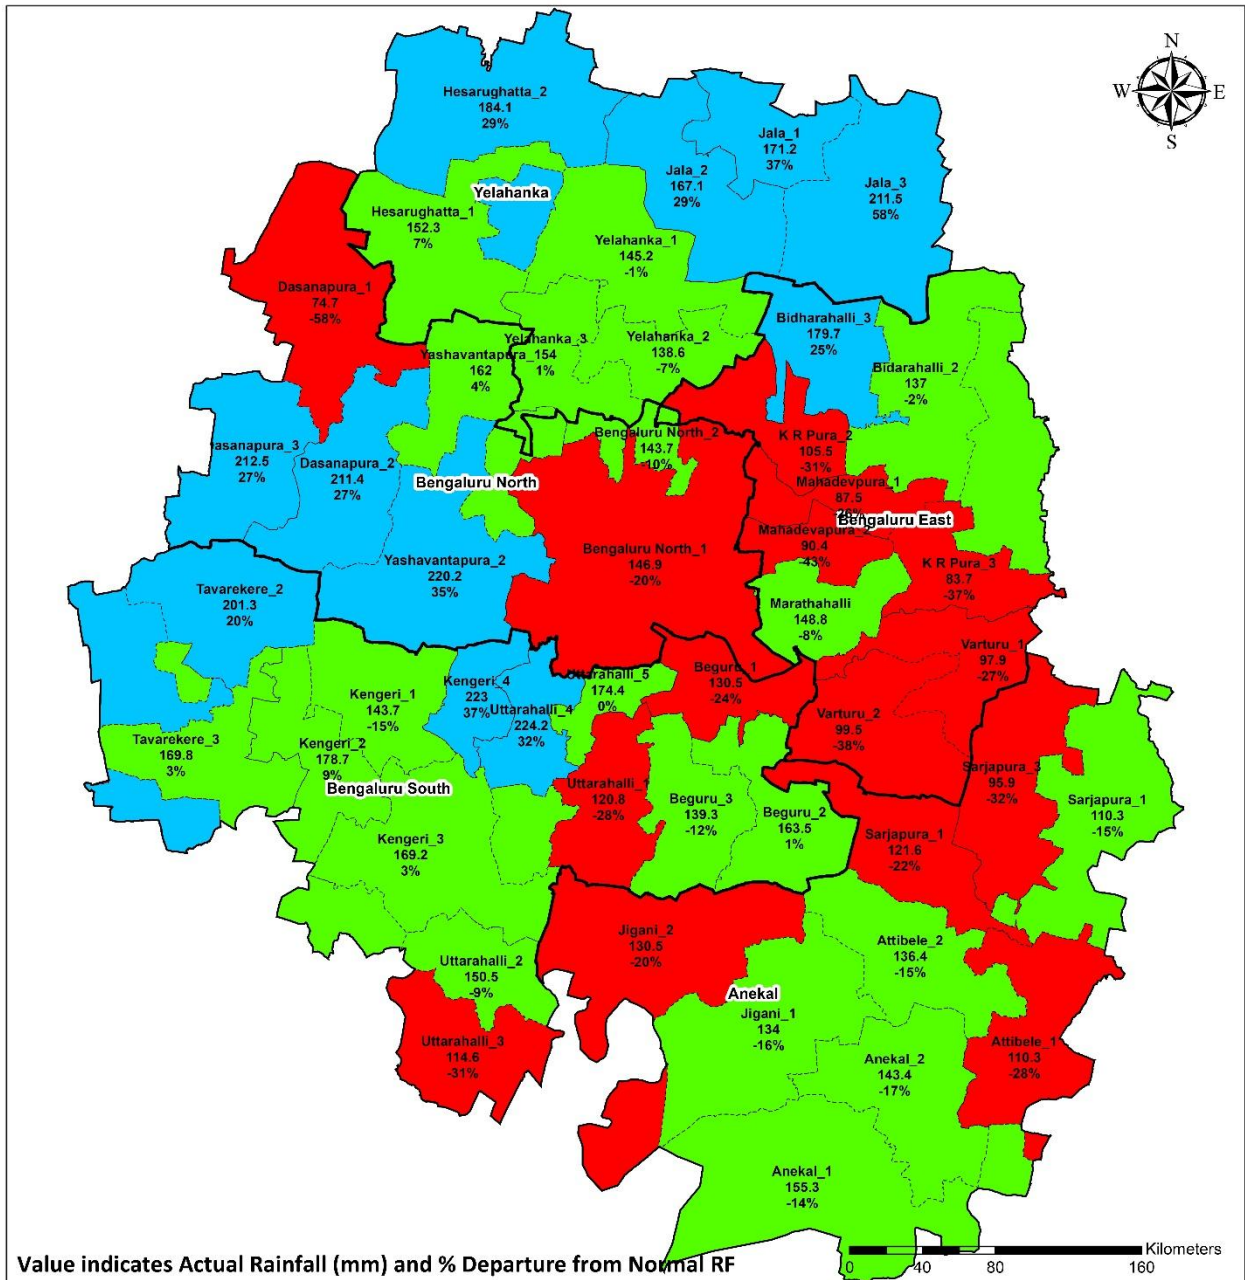 N
W E
S
Hesarughatta_2
184.1
29%
Jala_1
171.2
37%
Jala_2
167.1
29%
Jala_3
211.5
58%
Yelahanka
Hesarughatta_1
152.3
7%
Yelahanka_1
145.2
-1%
Dasanapura_1
74.7
-58%
Bidharahalli_3
179.7
25%
Yelahanka_3
154
1%
Yelahanka_2
138.6
-7%
Yashavantapura_
162
4%
Bidarahalli_2
137
-2%
Bengaluru North_2
143.7
-10%
K R Pura_2
105.5
-31%
asanapura_3
212.5
27%
Dasanapura_2
211.4
27%
Bengaluru North
Mahadevpura_1
87.5
-26%
Bengaluru East
Mahadevapura_2
90.4
-43%
Bengaluru North_1
146.9
-20%
Yashavantapura_2
220.2
35%
K R Pura_3
83.7
-37%
Tavarekere_2
201.3
20%
Marathahalli
148.8
-8%
Varturu_1
97.9
-27%
Beguru_1
130.5
-24%
Uttarahalli_5
174.4
0%
Kengeri_4
223
37%
Kengeri_1
143.7
-15%
Uttarahalli_4
224.2
32%
Varturu_2
99.5
-38%
Tavarekere_3
169.8
3%
Kengeri_2
178.7
9%
Bengaluru South
Sarjapura_3
95.9
-32%
Uttarahalli_1
120.8
-28%
Beguru_3
139.3
-12%
Beguru_2
163.5
1%
Sarjapura_1
110.3
-15%
Kengeri_3
169.2
3%
Sarjapura_1
121.6
-22%
Jigani_2
130.5
-20%
Attibele_2
136.4
-15%
Uttarahalli_2
150.5
-9%
Anekal
Jigani_1
134
-16%
Uttarahalli_3
114.6
-31%
Anekal_2
143.4
-17%
Attibele_1
110.3
-28%
Anekal_1
155.3
-14%
Kilometers
0 40 80 160
Value indicates Actual Rainfall (mm) and % Departure from Normal RF